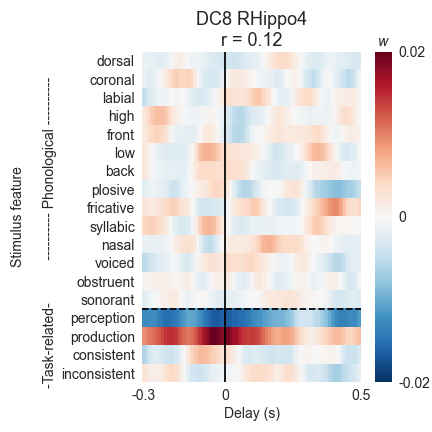 DC8 RHippo4
r = 0.12
w
0.02
0
-0.02
Stimulus feature
---------- Phonological ----------
-Task-related-
dorsal
coronal
labial
high
front
low
back
plosive
fricative
syllabic
nasal
voiced
obstruent
sonorant
perception
production
consistent
inconsistent
-0.3
0
0.5
Delay (s)